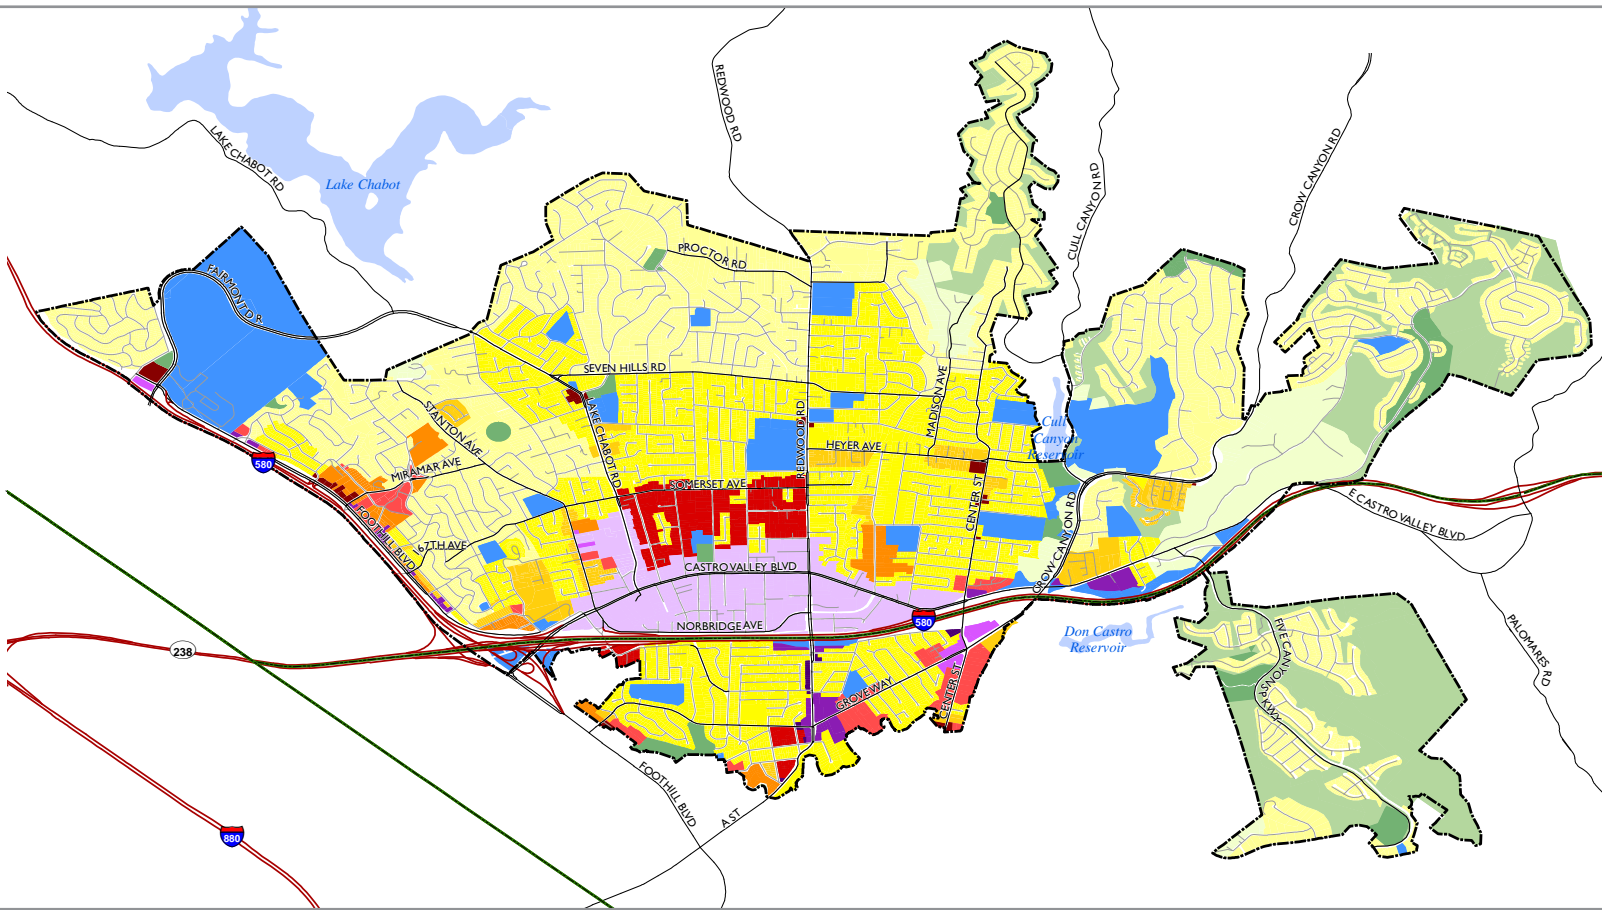 REDWOOD RD
LAKE CHABOT RD
Lake Chabot
CULL CANYON RD
CROW CANYON RD
PROCTOR RD
FAIRMONT DR
SEVEN HILLS RD
STANTON AVE
LAKE CHABOT RD
REDWOOD RD
MADISON AVE
HEYER AVE
Cull
Canyon
Reservoir
580
MIRAMAR AVE
SOMERSET AVE
CENTER ST
CROW CANYON RD
E CASTRO VALLEY BLVD
FOOTHILL BLVD
167TH AVE
CASTRO VALLEY BLVD
NORBRIDGE AVE
580
Don Castro
Reservoir
238
FIVE CANYONS
PKWY
PALOMARES RD
GROVE WAY
CENTER ST
FOOTHILL BLVD
A ST
880